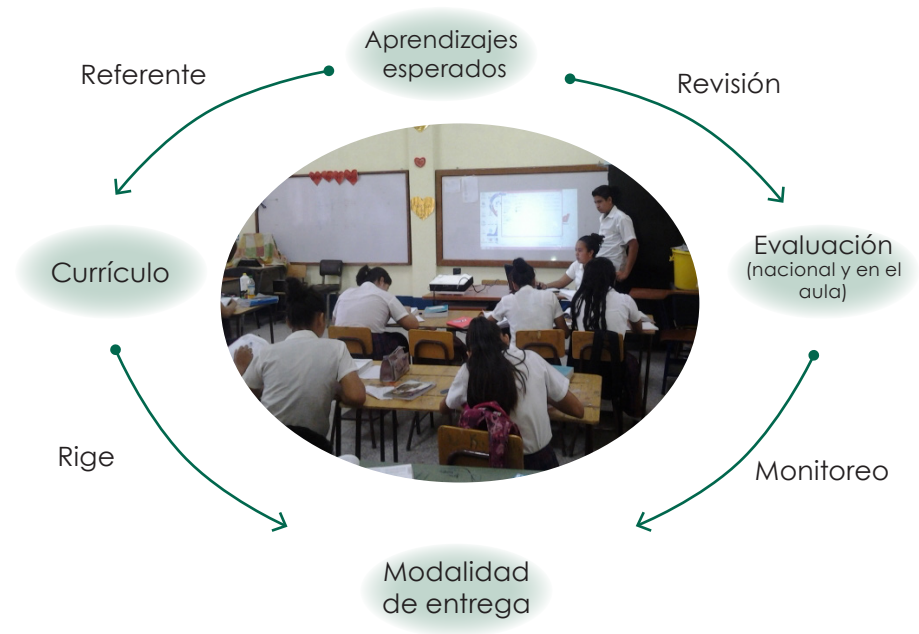 Aprendizajes
esperados
Referente
Revisión
Currículo
Evaluación
(nacional y en el
aula)
Rige
Monitoreo
Modalidad
de entrega